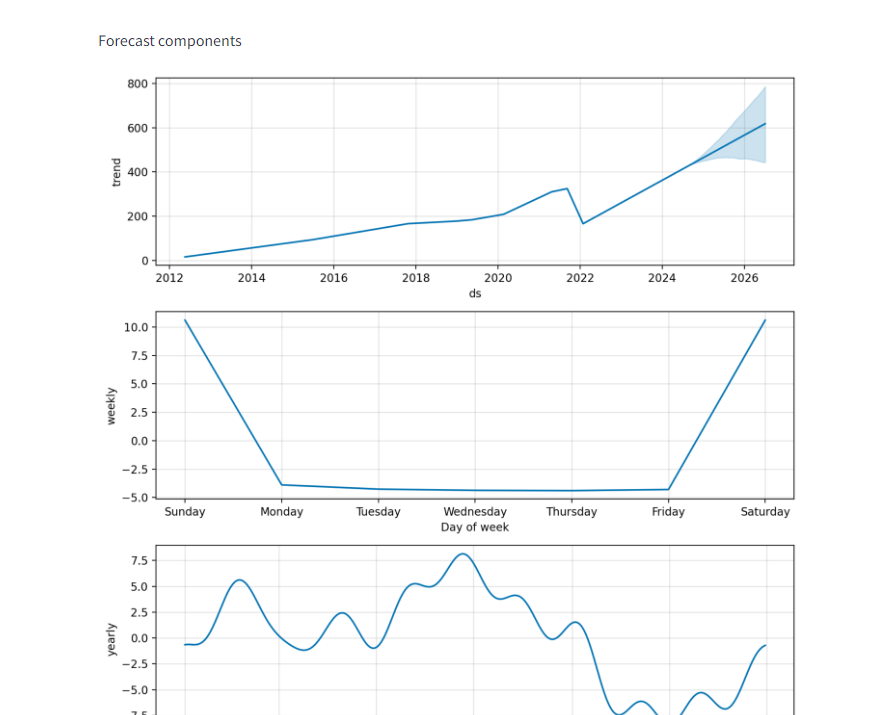 Forecast components
800
600
400
200
0
trend
2012 2014 2016 2018 2020 2022 2024 2026
ds
10.0
7.5
5.0
2.5
0.0
−2.5
−5.0
weekly
Sunday Monday Tuesday Wednesday Thursday Friday Saturday
Day of week
7.5
5.0
2.5
0.0
−2.5
−5.0
yearly